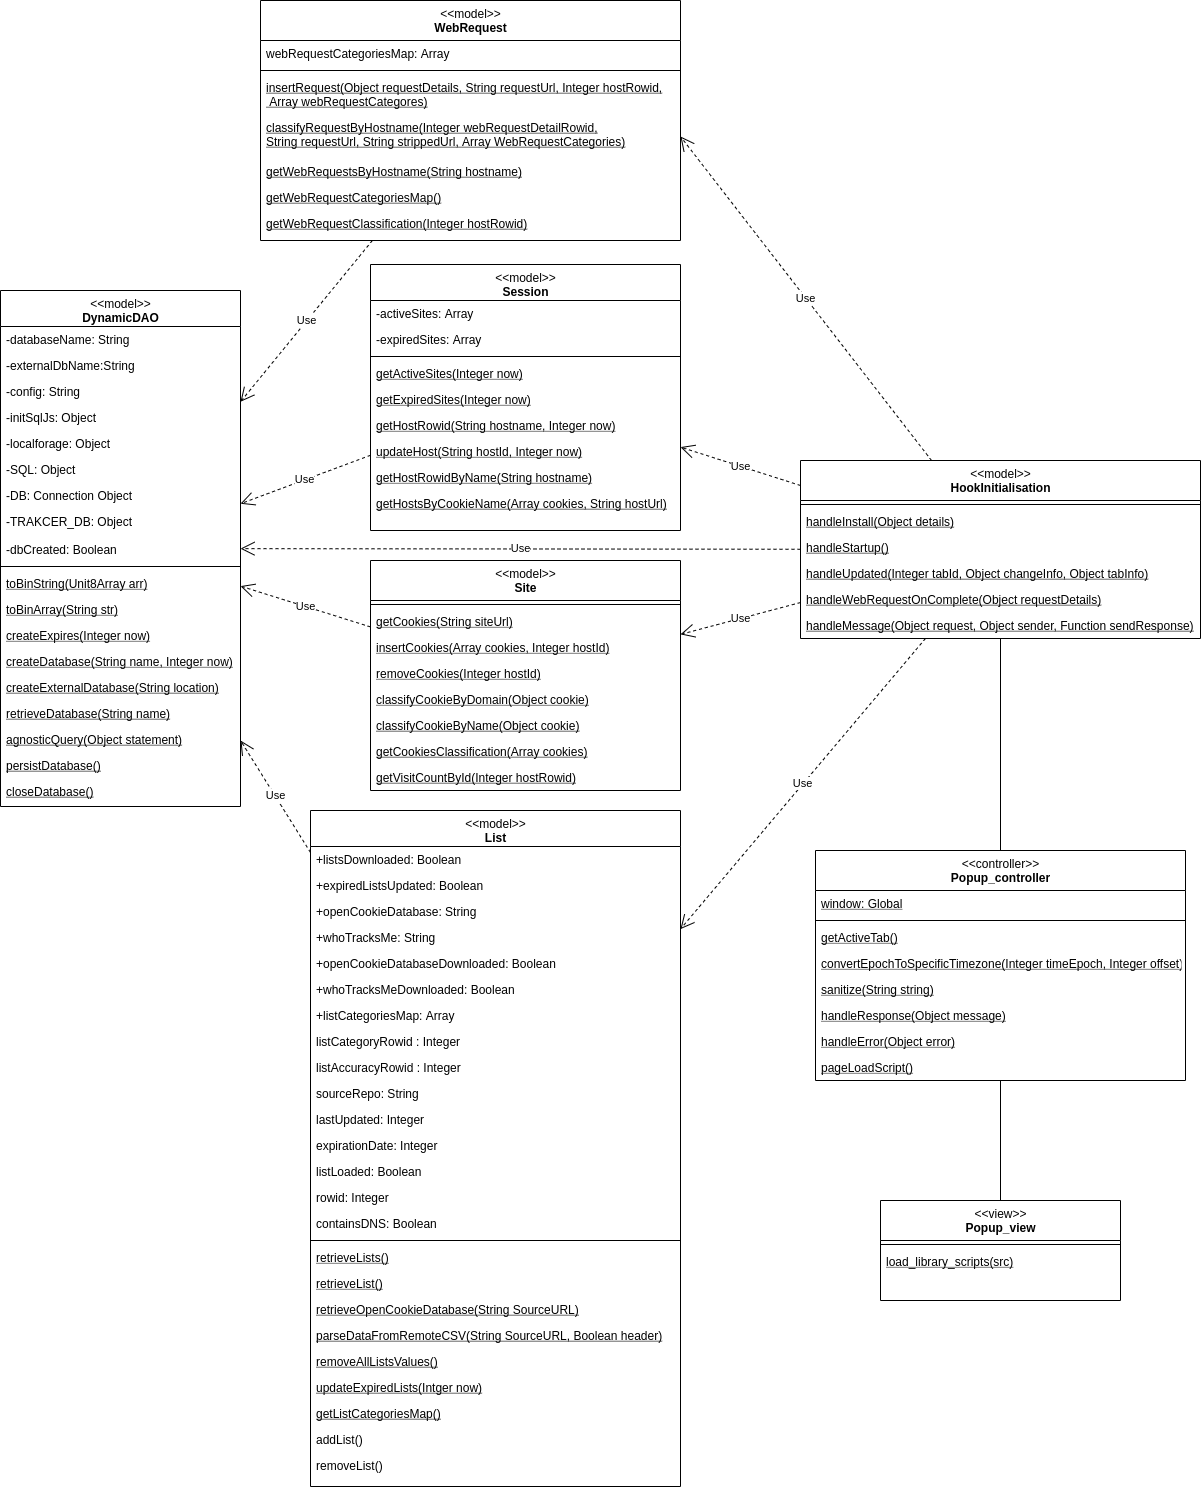 <<model>>
WebRequest
webRequestCategoriesMap: Array
insertRequest(Object requestDetails, String requestUrl, Integer hostRowid,
Array webRequestCategores)
classifyRequestByHostname(Integer webRequestDetailRowid,
String requestUrl, String strippedUrl, Array WebRequestCategories)
getWebRequestsByHostname(String hostname)
getWebRequestCategoriesMap()
getWebRequestClassification(Integer hostRowid)
<<model>>
Session
-activeSites: Array
-expiredSites: Array
getActiveSites(Integer now)
getExpiredSites(Integer now)
getHostRowid(String hostname, Integer now)
updateHost(String hostId, Integer now)
getHostRowidByName(String hostname)
getHostsByCookieName(Array cookies, String hostUrl)
<<model>>
DynamicDAO
-databaseName: String
-externalDbName:String
-config: String
-initSqlJs: Object
-localforage: Object
-SQL: Object
-DB: Connection Object
-TRAKCER_DB: Object
-dbCreated: Boolean
toBinString(Unit8Array arr)
toBinArray(String str)
createExpires(Integer now)
createDatabase(String name, Integer now)
createExternalDatabase(String location)
retrieveDatabase(String name)
agnosticQuery(Object statement)
persistDatabase()
closeDatabase()
Use
Use
Use
Use
Use
Use
Use
Use
Use
<<model>>
HookInitialisation
handleInstall(Object details)
handleStartup()
handleUpdated(Integer tabId, Object changeInfo, Object tabInfo)
handleWebRequestOnComplete(Object requestDetails)
handleMessage(Object request, Object sender, Function sendResponse)
<<model>>
Site
getCookies(String siteUrl)
insertCookies(Array cookies, Integer hostId)
removeCookies(Integer hostId)
classifyCookieByDomain(Object cookie)
classifyCookieByName(Object cookie)
getCookiesClassification(Array cookies)
getVisitCountById(Integer hostRowid)
<<model>>
List
+listsDownloaded: Boolean
+expiredListsUpdated: Boolean
+openCookieDatabase: String
+whoTracksMe: String
+openCookieDatabaseDownloaded: Boolean
+whoTracksMeDownloaded: Boolean
+listCategoriesMap: Array
listCategoryRowid : Integer
listAccuracyRowid : Integer
sourceRepo: String
lastUpdated: Integer
expirationDate: Integer
listLoaded: Boolean
rowid: Integer
containsDNS: Boolean
retrieveLists()
retrieveList()
retrieveOpenCookieDatabase(String SourceURL)
parseDataFromRemoteCSV(String SourceURL, Boolean header)
removeAllListsValues()
updateExpiredLists(Intger now)
getListCategoriesMap()
addList()
removeList()
<<controller>>
Popup_controller
window: Global
getActiveTab()
convertEpochToSpecificTimezone(Integer timeEpoch, Integer offset)
sanitize(String string)
handleResponse(Object message)
handleError(Object error)
pageLoadScript()
<<view>>
Popup_view
load_library_scripts(src)